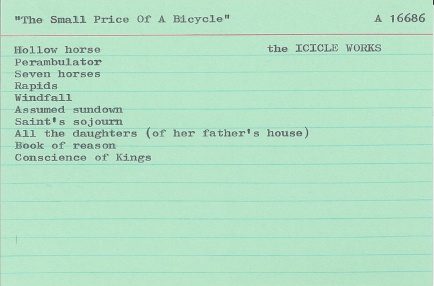 "The Small Price Of A Bicycle" A 16686
Hollow horse the ICICLE WORKS
Perambulator
Seven horses
Rapids
Windfall
Assumed sundown
Saint's sojourn
All the daughters (of her father's house)
Book of reason
Conscience of Kings